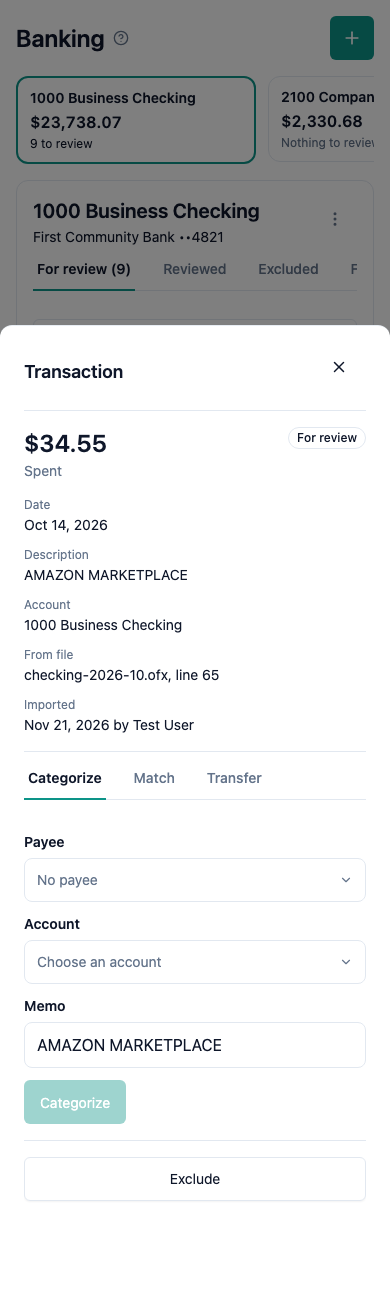 Banking
1000 Business Checking
$23,738.07
9 to review
2100 Compan
$2,330.68
Nothing to review
1000 Business Checking
First Community Bank ••4821
For review (9)
Reviewed
Excluded
F
Transaction
$34.55
For review
Spent
Date
Oct 14, 2026
Description
AMAZON MARKETPLACE
Account
1000 Business Checking
From file
checking-2026-10.ofx, line 65
Imported
Nov 21, 2026 by Test User
Categorize
Match
Transfer
Payee
No payee
Account
Choose an account
Memo
AMAZON MARKETPLACE
Categorize
Exclude